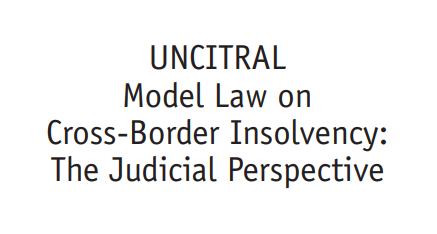 UNCITRAL
Model Law on
Cross-Border Insolvency:
The Judicial Perspective